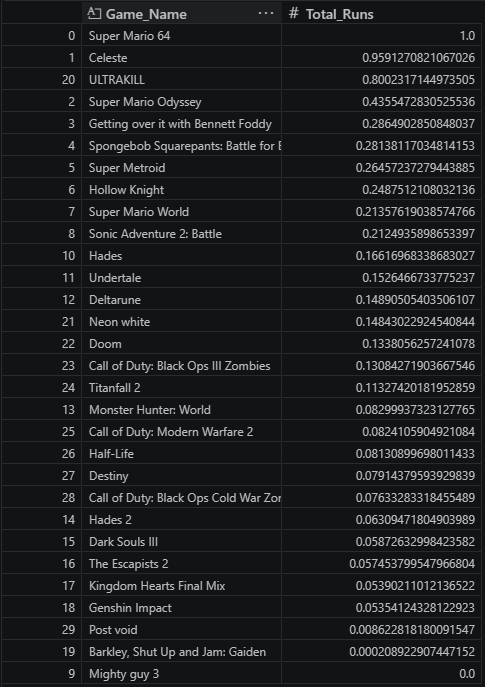 Game_Name ··· # Total_Runs
0 Super Mario 64 1.0
1 Celeste 0.9591270821067026
20 ULTRAKILL 0.8002317144973505
2 Super Mario Odyssey 0.4355472830525536
3 Getting over it with Bennett Foddy 0.2864902850848037
4 Spongebob Squarepants: Battle for B 0.28138117034814153
5 Super Metroid 0.26457237279443885
6 Hollow Knight 0.2487512108032136
7 Super Mario World 0.21357619038574766
8 Sonic Adventure 2: Battle 0.2124935898653397
10 Hades 0.16616968338683027
11 Undertale 0.1526466733775237
12 Deltarune 0.14890505403506107
21 Neon white 0.14843022924540844
22 Doom 0.1338056257241078
23 Call of Duty: Black Ops III Zombies 0.13084271903667546
24 Titanfall 2 0.11327420181952859
13 Monster Hunter: World 0.08299937323127765
25 Call of Duty: Modern Warfare 2 0.0824105904921084
26 Half-Life 0.08130899698011433
27 Destiny 0.07914379593929839
28 Call of Duty: Black Ops Cold War Zor 0.07633283318455489
14 Hades 2 0.06309471804903989
15 Dark Souls III 0.05872632998423582
16 The Escapists 2 0.057453799547966804
17 Kingdom Hearts Final Mix 0.05390211012136522
18 Genshin Impact 0.05354124328122923
29 Post void 0.008622818180091547
19 Barkley, Shut Up and Jam: Gaiden 0.000208922907447152
9 Mighty guy 3 0.0